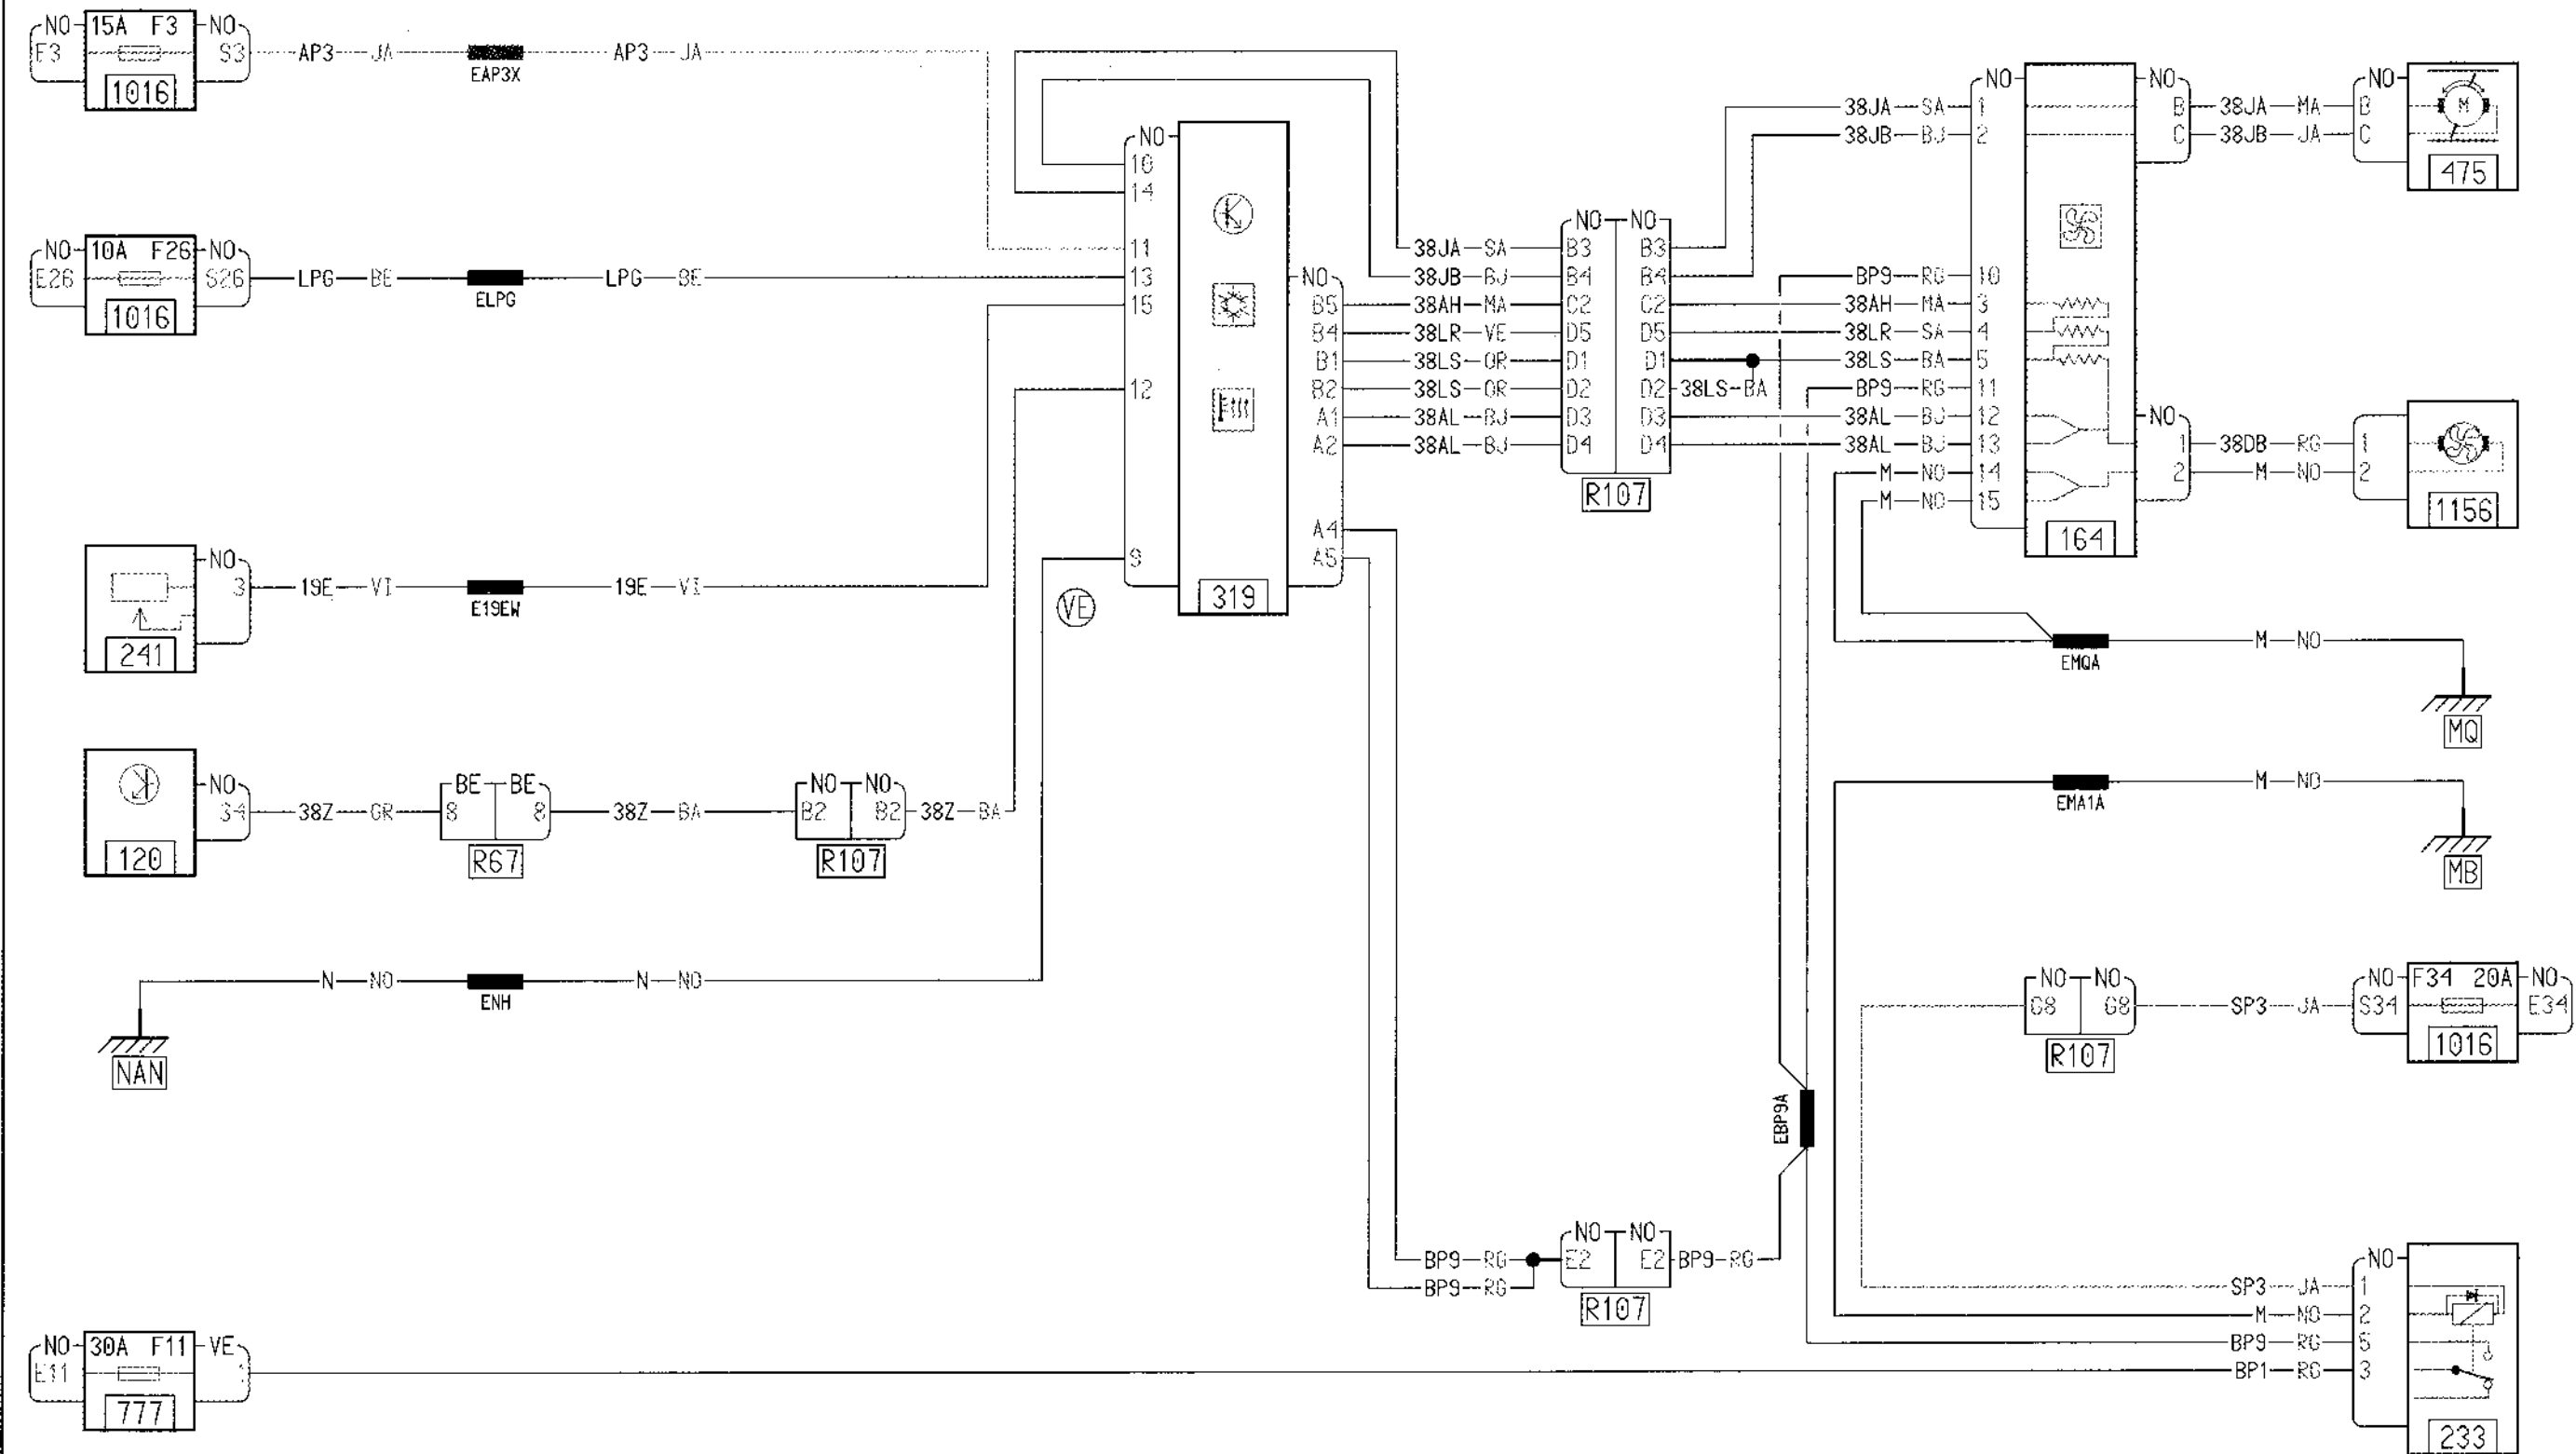 NO 15A F3 NO
F3 S3 AP3 JA AP3 JA
EAP3X
1016
NO 10A F26 NO
E26 S26 LPG BE LPG BE
ELPG
1016
NO
3 19E VI 19E VI
E19EW
241
NO
34 38Z GR 8 8 38Z BA B2 B2 38Z BA
BE BE
NO NO
120
R67
R107
N NO N NO
ENH
NAN
NO 30A F11 VE
E11 1
777
NO
10
14
11
13
15
12
9
VE
319
NO
B5 38AH MA C2
B4 38LR VE D5
B1 38LS OR D1
B2 38LS OR D2
A1 38AL BJ D3
A2 38AL BJ D4
A4
A5
38JA SA B3
38JB BJ B4
NO NO
B3
B4
C2
D5
D1
D2 38LS BA
D3
D4
R107
BP9 RG E2 E2 BP9 RG
BP9 RG
NO NO
R107
EBP9A
NO
38JA SA 1
38JB BJ 2
BP9 RG 10
38AH MA 3
38LR SA 4
38LS BA 5
BP9 RG 11
38AL BJ 12
38AL BJ 13
M NO 14
M NO 15
164
NO
B 38JA MA B
C 38JB JA C
NO
M
475
NO
1 38DB RG 1
2 M NO 2
1156
M NO
EMQA
MQ
M NO
EMA1A
MB
NO NO
G8 G8 SP3 JA S34 E34
R107
NO F34 20A NO
1016
NO
SP3 JA 1
M NO 2
BP9 RG 5
BP1 RG 3
233